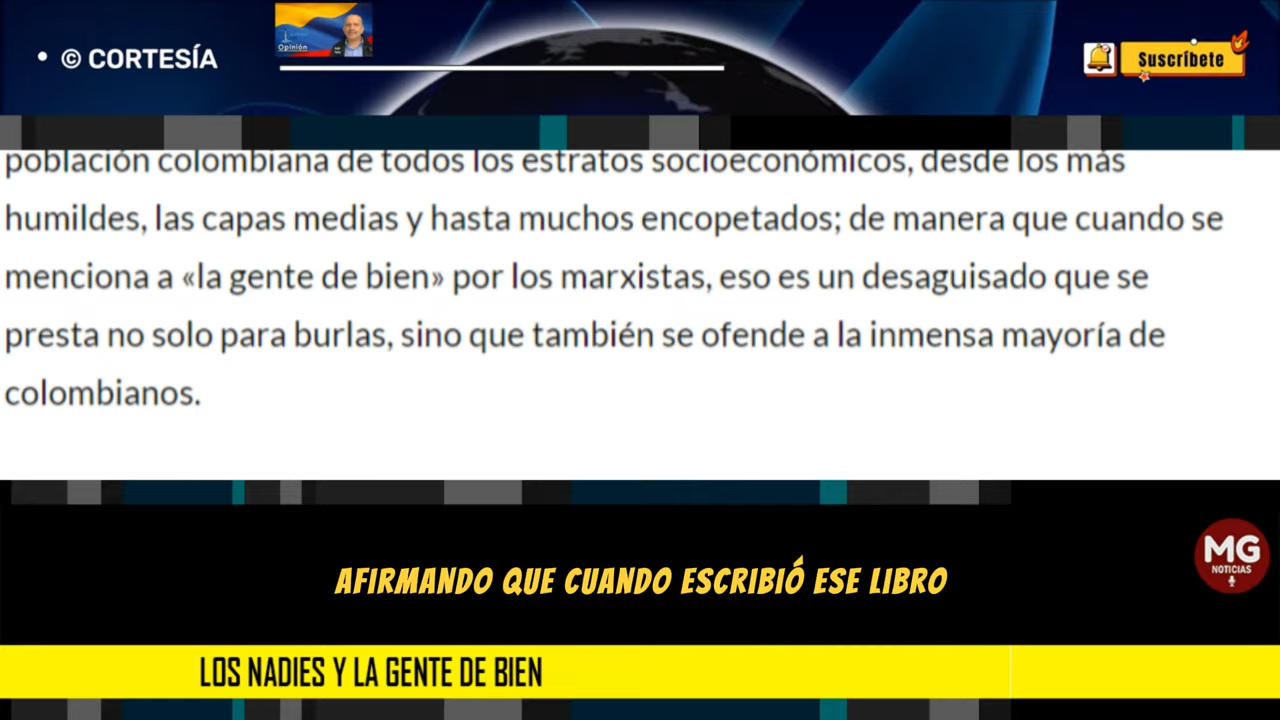 • © CORTESÍA
Opinión
Suscríbete
población colombiana de todos los estratos socioeconómicos, desde los más
humildes, las capas medias y hasta muchos encopetados; de manera que cuando se
menciona a «la gente de bien» por los marxistas, eso es un desaguisado que se
presta no solo para burlas, sino que también se ofende a la inmensa mayoría de
colombianos.
MG
NOTICIAS
AFIRMANDO QUE CUANDO ESCRIBIÓ ESE LIBRO
LOS NADIES Y LA GENTE DE BIEN